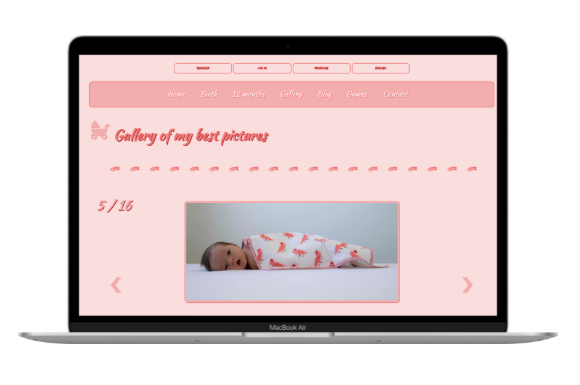 REGISTER LOG IN FRANÇAIS ENGLISH
Home Birth 12 months Gallery Blog Games Contact
Gallery of my best pictures
5 / 16
MacBook Air